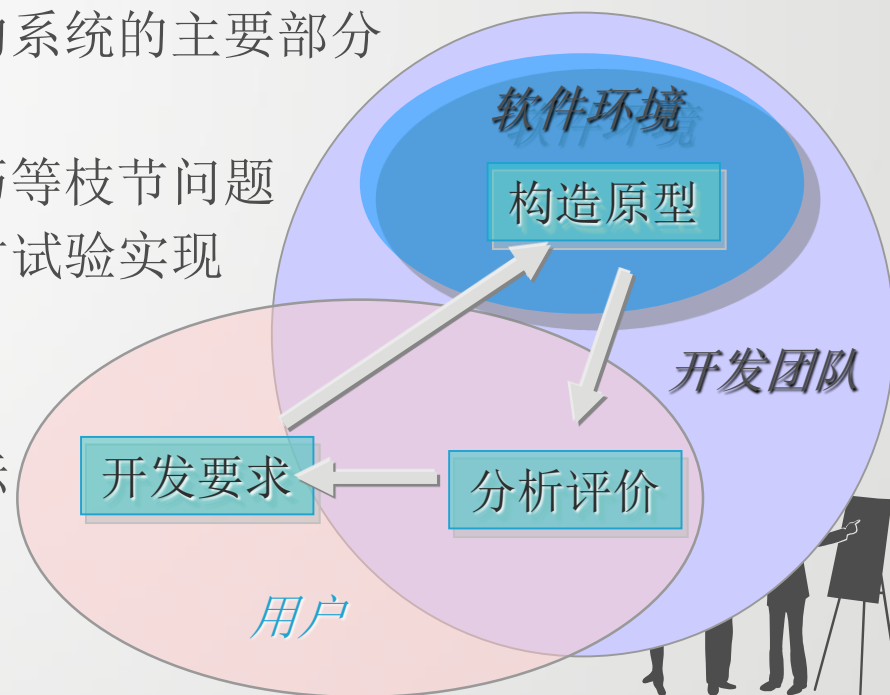 系统的主要部分
等枝节问题
试验实现
软件环境
构造原型
开发团队
开发要求
分析评价
用户